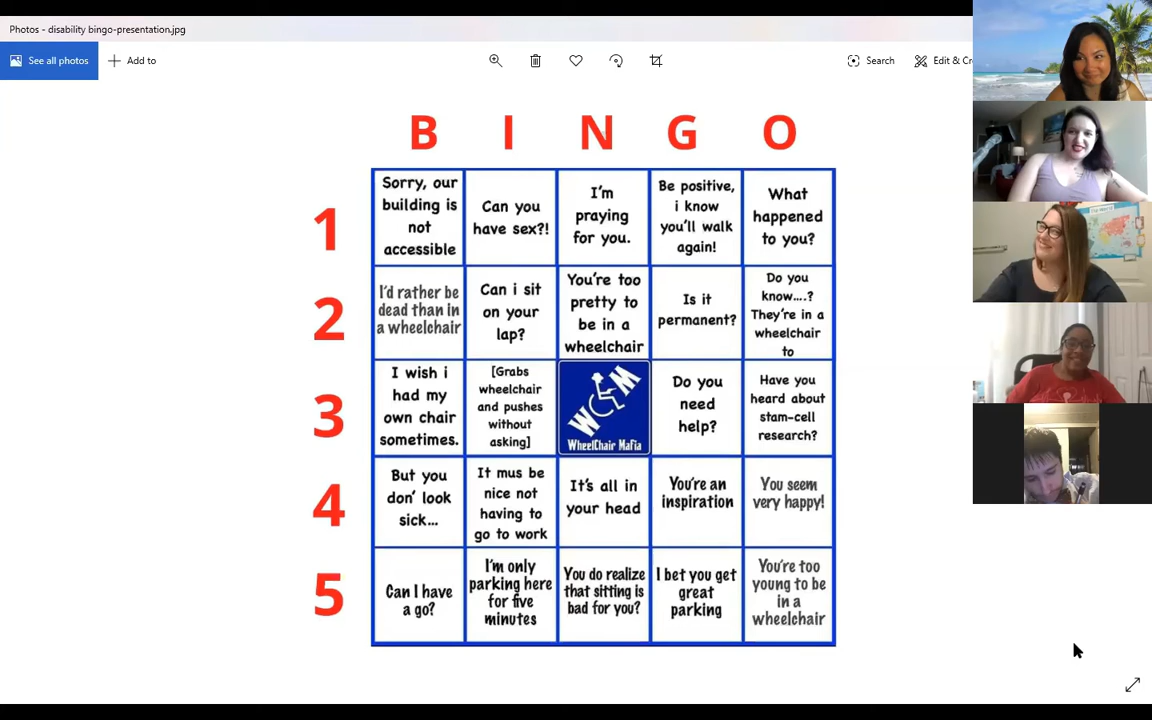 Photos - disability bingo-presentation.jpg
See all photos
Add to
Search
Edit & Cre
B I N G O
1
Sorry, our
building is
not
accessible
Can you
have sex?!
I'm
praying
for you.
Be positive,
i know
you'll walk
again!
What
happened
to you?
2
I'd rather be
dead than in
a wheelchair
Can i sit
on your
lap?
You're too
pretty to
be in a
wheelchair
Is it
permanent?
Do you
know....?
They're in a
wheelchair
to
3
I wish i
had my
own chair
sometimes.
[Grabs
wheelchair
and pushes
without
asking]
WCM
WheelChair Mafia
Do you
need
help?
Have you
heard about
stam-cell
research?
4
But you
don' look
sick...
It mus be
nice not
having to
go to work
It's all in
your head
You're an
inspiration
You seem
very happy!
5
Can I have
a go?
I'm only
parking here
for five
minutes
You do realize
that sitting is
bad for you?
I bet you get
great
parking
You're too
young to be
in a
wheelchair